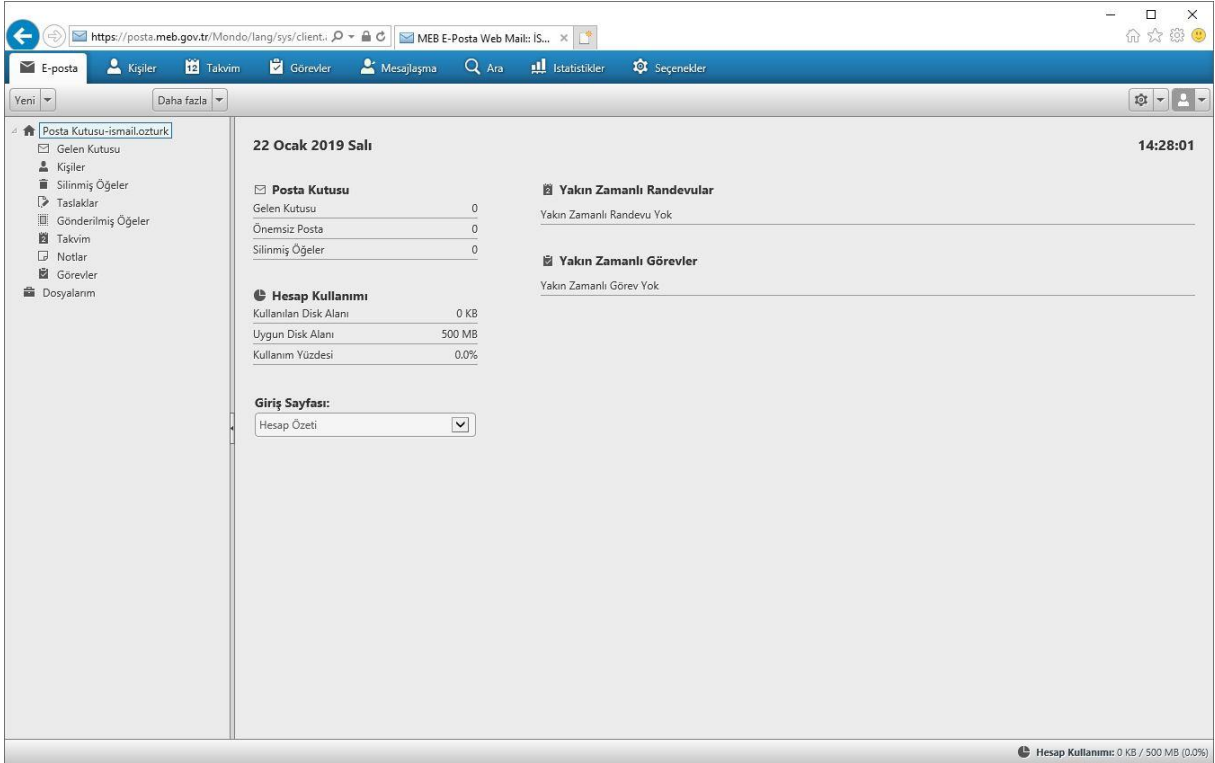 https://posta.meb.gov.tr/Mondo/lang/sys/client.
MEB E-Posta Web Mail:: İS...
E-posta Kişiler 12 Takvim Görevler Mesajlaşma Ara Istatistikler Seçenekler
Yeni Daha fazla
Posta Kutusu-ismail.ozturk
Gelen Kutusu
Kişiler
Silinmiş Öğeler
Taslaklar
Gönderilmiş Öğeler
Takvim
Notlar
Görevler
Dosyalarım
22 Ocak 2019 Salı 14:28:01
Posta Kutusu
Gelen Kutusu 0
Önemsiz Posta 0
Silinmiş Öğeler 0
Hesap Kullanımı
Kullanılan Disk Alanı 0 KB
Uygun Disk Alanı 500 MB
Kullanım Yüzdesi 0.0%
Giriş Sayfası:
Hesap Özeti
Yakın Zamanlı Randevular
Yakın Zamanlı Randevu Yok
Yakın Zamanlı Görevler
Yakın Zamanlı Görev Yok
Hesap Kullanımı: 0 KB / 500 MB (0.0%)